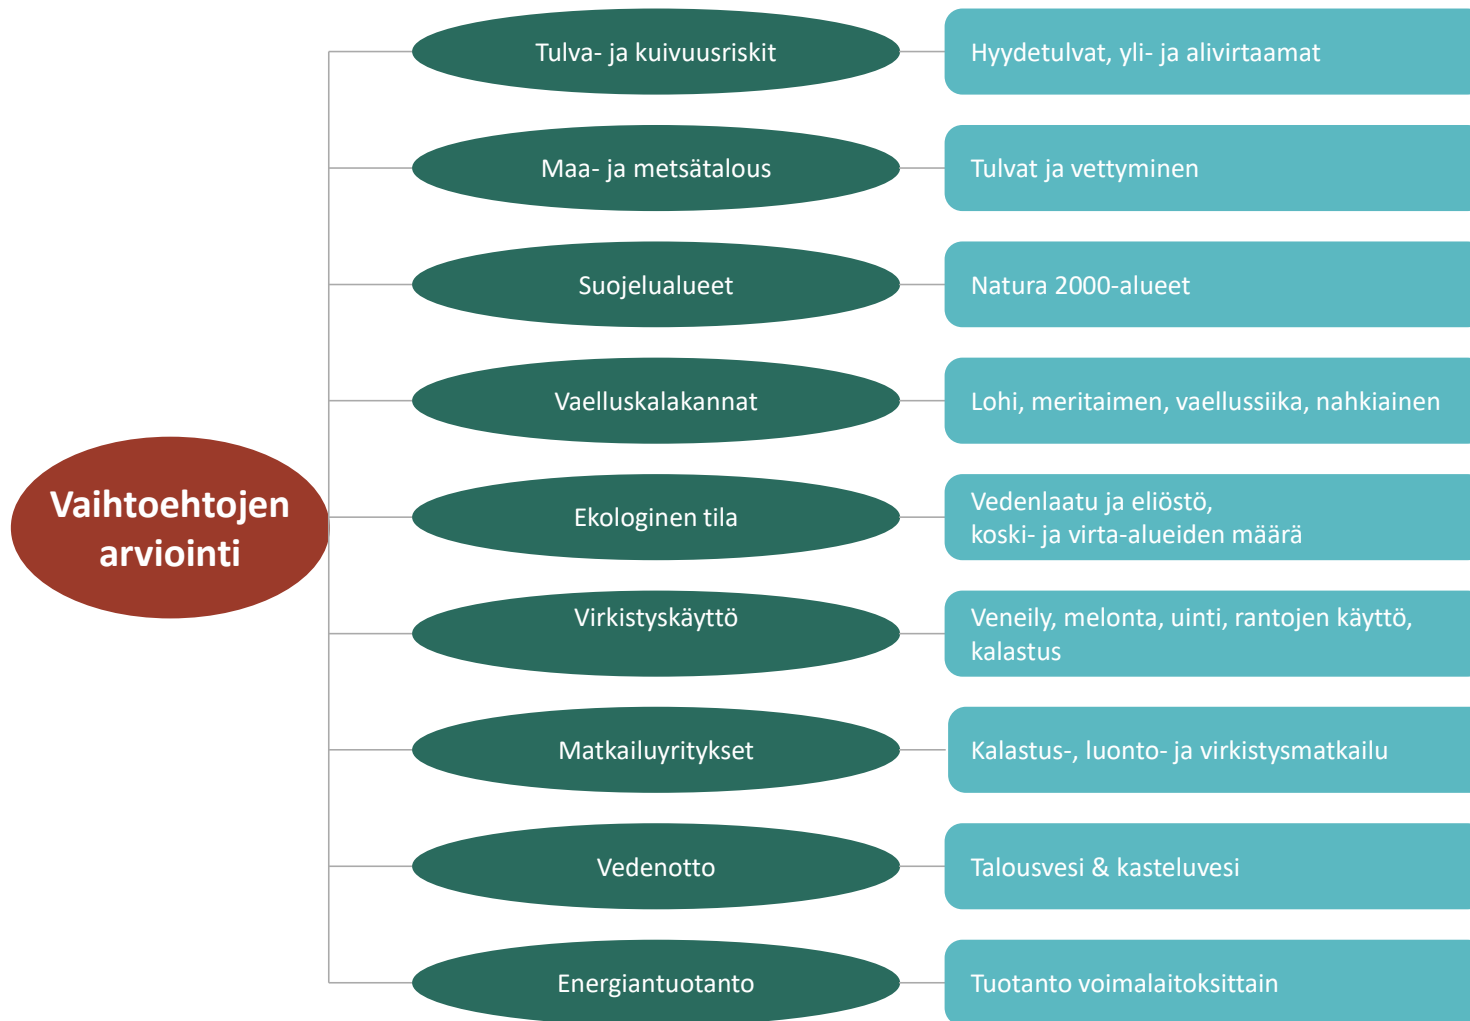 Tulva- ja kuivuusriskit
Hyydetulvat, yli- ja alivirtaamat
Maa- ja metsätalous
Tulvat ja vettyminen
Suojelualueet
Natura 2000-alueet
Vaelluskalakannat
Lohi, meritaimen, vaellussiika, nahkiainen
Vaihtoehtojen
arviointi
Ekologinen tila
Vedenlaatu ja eliöstö,
koski- ja virta-alueiden määrä
Virkistyskäyttö
Veneily, melonta, uinti, rantojen käyttö,
kalastus
Matkailuyritykset
Kalastus-, luonto- ja virkistysmatkailu
Vedenotto
Talousvesi & kasteluvesi
Energiantuotanto
Tuotanto voimalaitoksittain